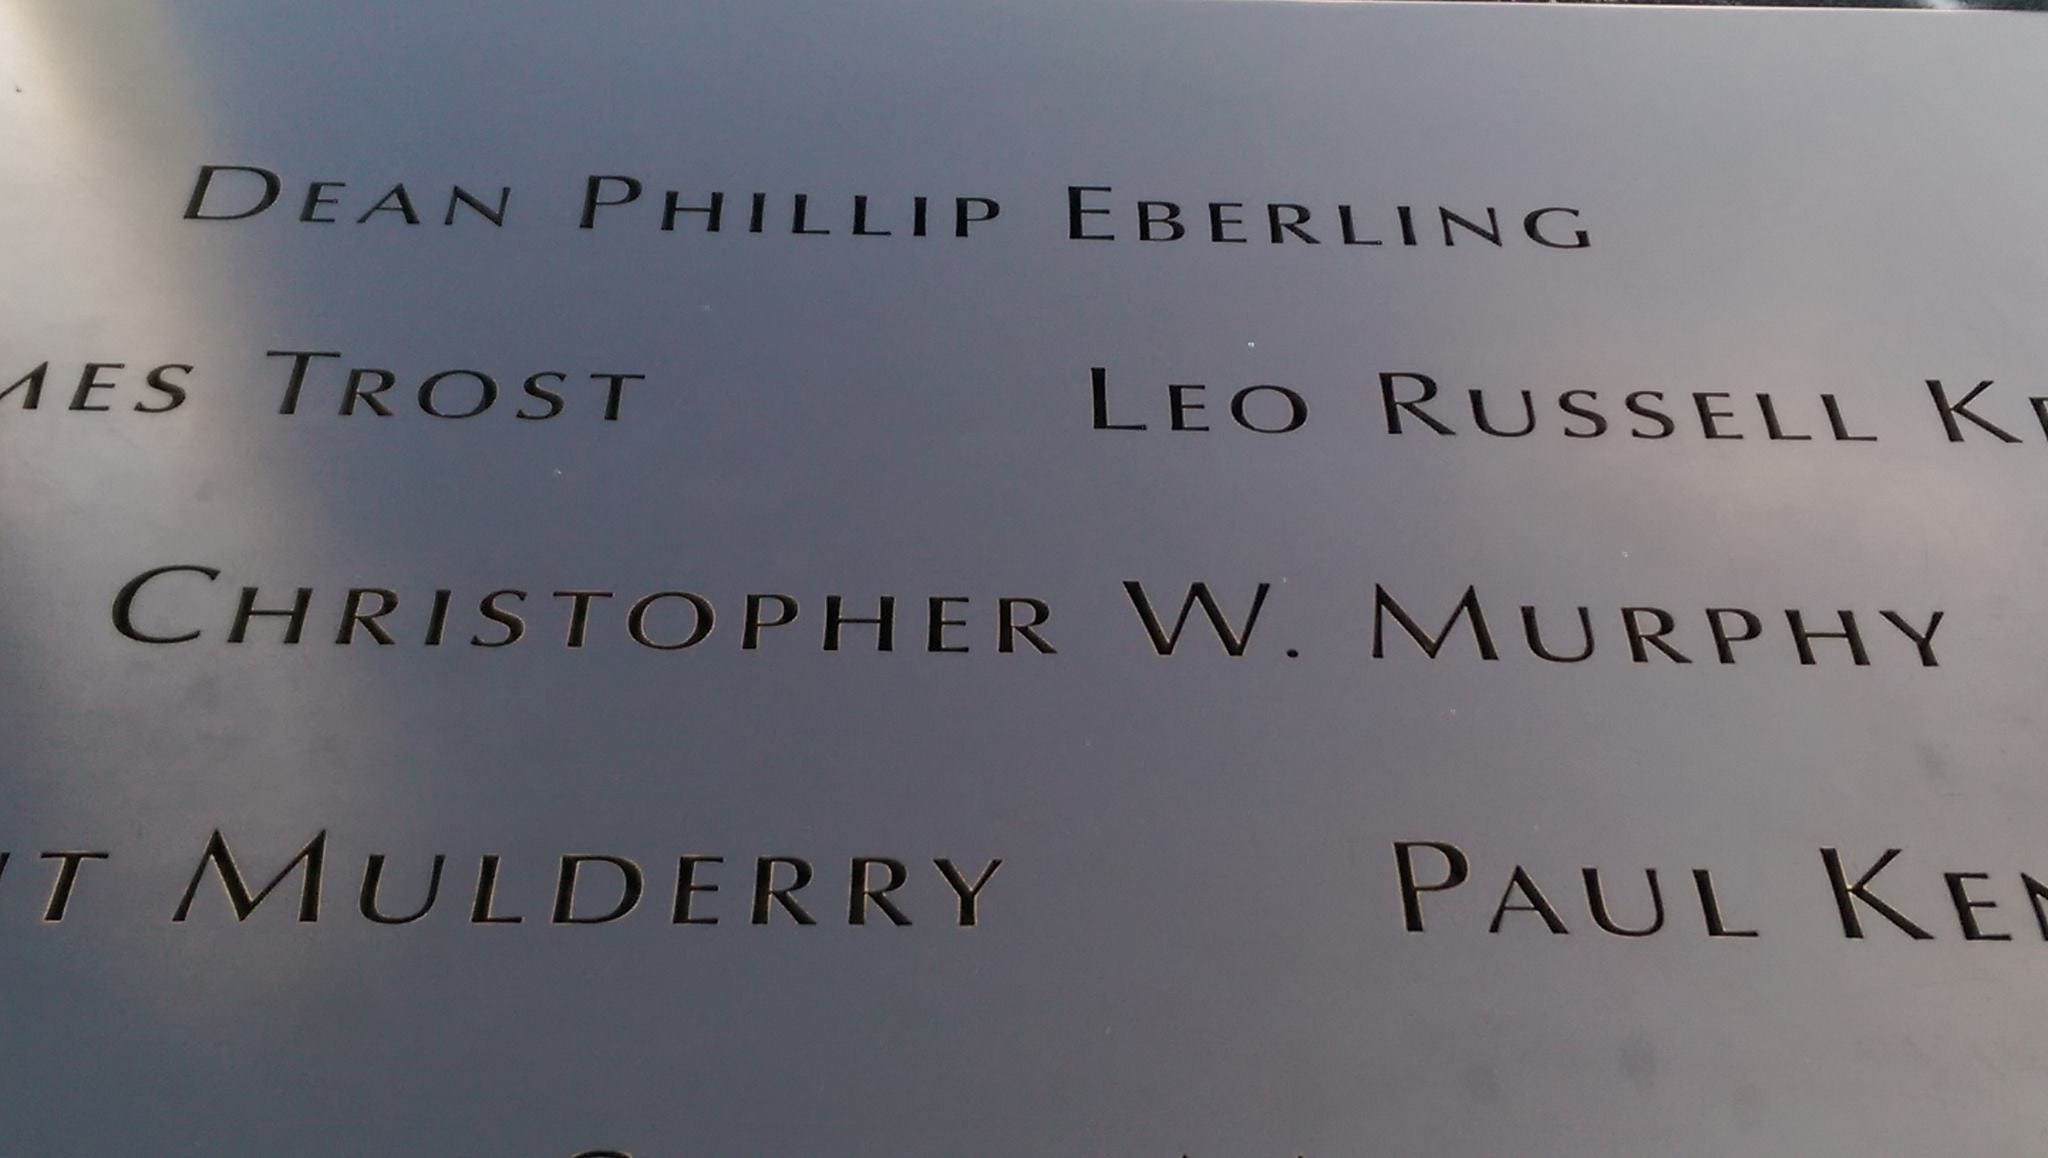 Dean Phillip Eberling
Trost Leo Russell
Christopher W. Murphy
Mulderry Paul